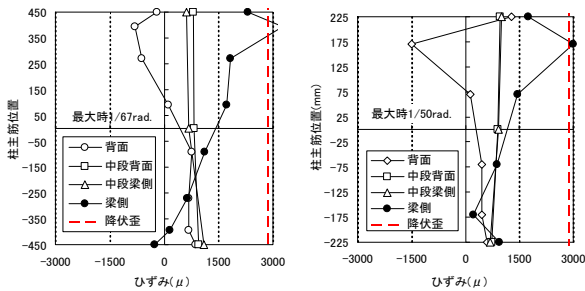 柱主筋位置
450
350
250
150
50
-50
-150
-250
-350
-450
最大時1/67rad.
背面
中段背面
中段梁側
梁側
降伏歪
-3000 -1500 0 1500 3000
ひずみ(μ)
柱主筋位置(mm)
225
175
125
75
25
-25
-75
-125
-175
-225
最大時1/50rad.
背面
中段背面
中段梁側
梁側
降伏歪
-3000 -1500 0 1500 3000
ひずみ(μ)